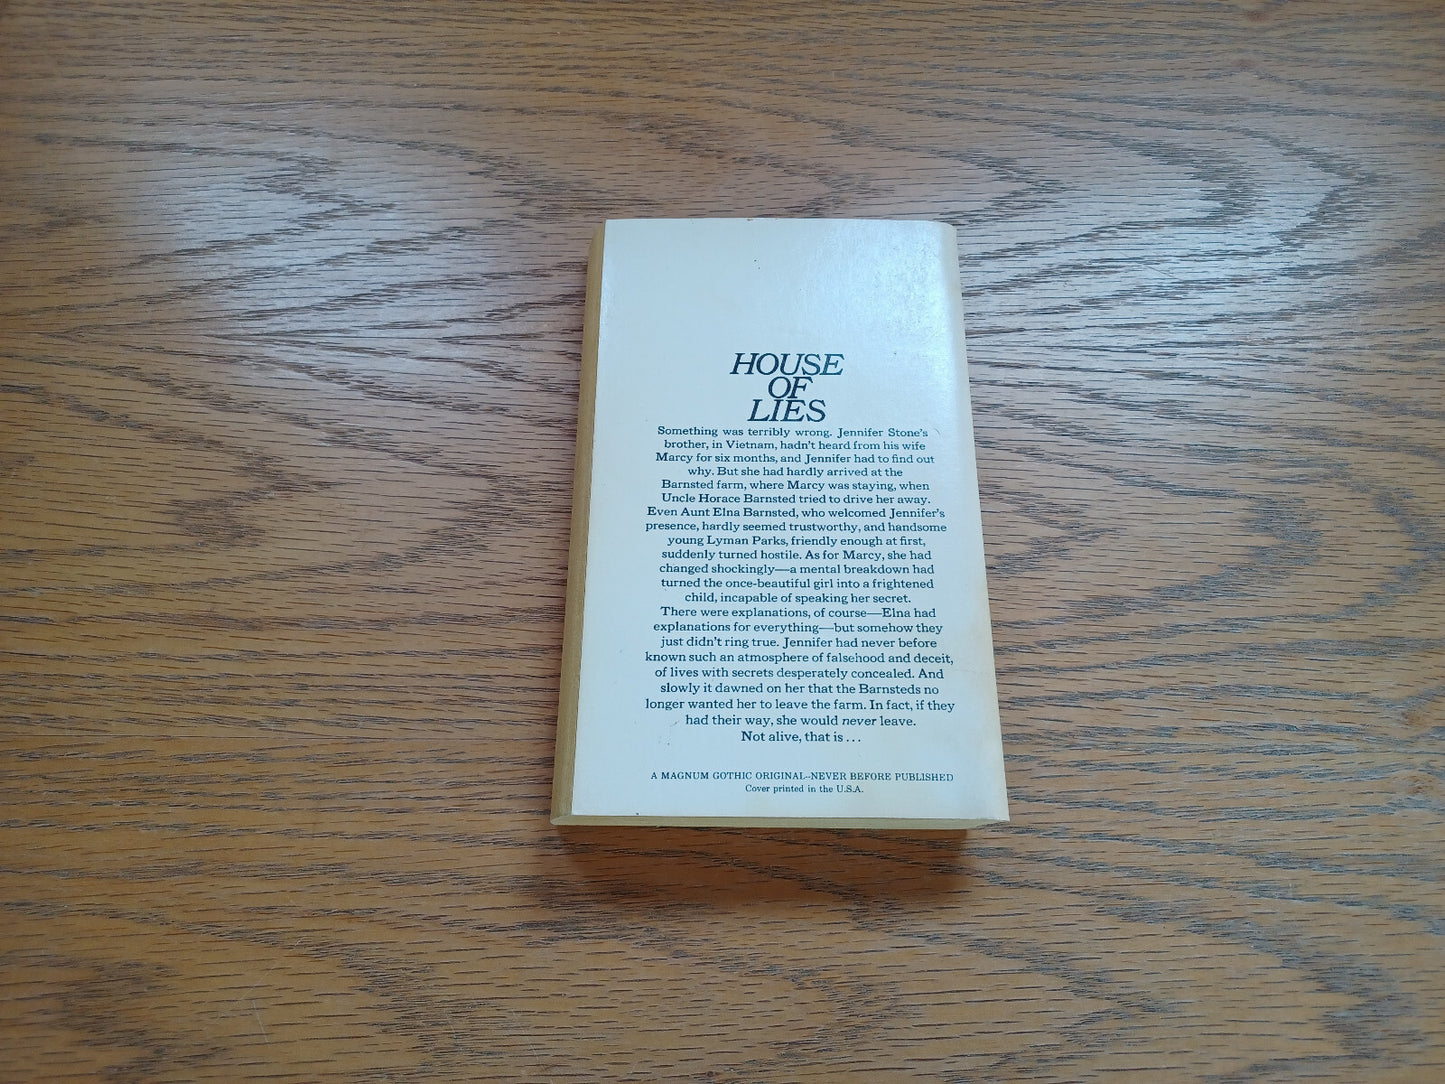 HOUSE
OF
LIES
Something was terribly wrong. Jennifer Stone's
brother, in Vietnam, hadn't heard from his wife
Marcy for six months, and Jennifer had to find out
why. But she had hardly arrived at the
Barnsted farm, where Marcy was staying, when
Uncle Horace Barnsted tried to drive her away.
Even Aunt Elna Barnsted, who welcomed Jennifer's
presence, hardly seemed trustworthy, and handsome
young Lyman Parks, friendly enough at first,
suddenly turned hostile. As for Marcy, she had
changed shockingly—a mental breakdown had
turned the once-beautiful girl into a frightened
child, incapable of speaking her secret.
There were explanations, of course—Elna had
explanations for everything—but somehow they
just didn't ring true. Jennifer had never before
known such an atmosphere of falsehood and deceit,
of lives with secrets desperately concealed. And
slowly it dawned on her that the Barnsteds no
longer wanted her to leave the farm. In fact, if they
had their way, she would never leave.
Not alive, that is . . .
A MAGNUM GOTHIC ORIGINAL--NEVER BEFORE PUBLISHED
Cover printed in the U.S.A.